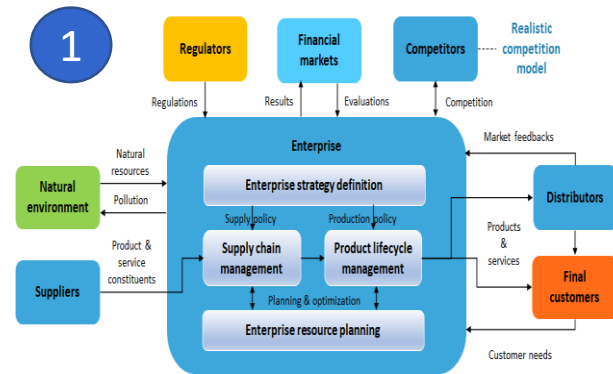 1
Regulators
Financial
markets
Competitors
Realistic
competition
model
Regulations
Results
Evaluations
Competition
Enterprise
Market feedbacks
Natural
resources
Natural
environment
Pollution
Enterprise strategy definition
Distributors
Supply policy
Production policy
Product &
service
constituents
Supply chain
management
Product lifecycle
management
Products
&
services
Suppliers
Planning & optimization
Final
customers
Enterprise resource planning
Customer needs